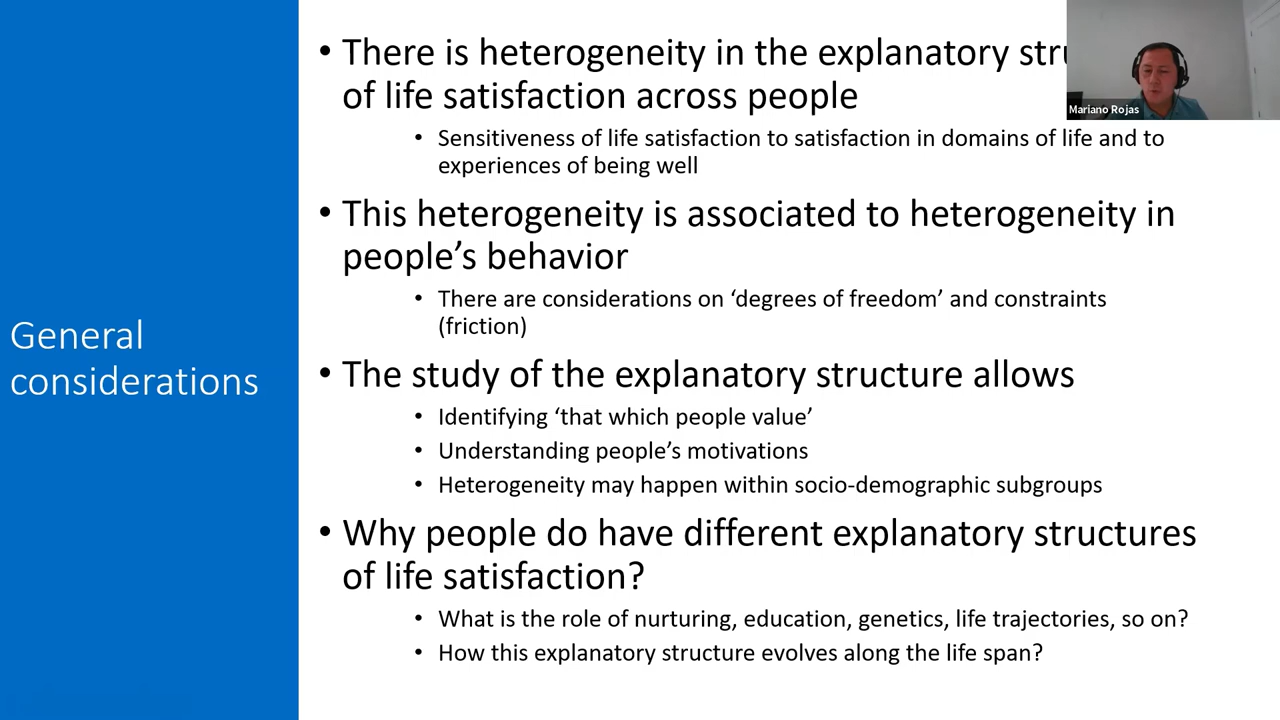 General
considerations
• There is heterogeneity in the explanatory
of life satisfaction across people
• Sensitiveness of life satisfaction to satisfaction in domains of life and to
experiences of being well
• This heterogeneity is associated to heterogeneity in
people’s behavior
• There are considerations on ‘degrees of freedom’ and constraints
(friction)
• The study of the explanatory structure allows
• Identifying ‘that which people value’
• Understanding people’s motivations
• Heterogeneity may happen within socio-demographic subgroups
• Why people do have different explanatory structures
of life satisfaction?
• What is the role of nurturing, education, genetics, life trajectories, so on?
• How this explanatory structure evolves along the life span?
Mariano Rojas